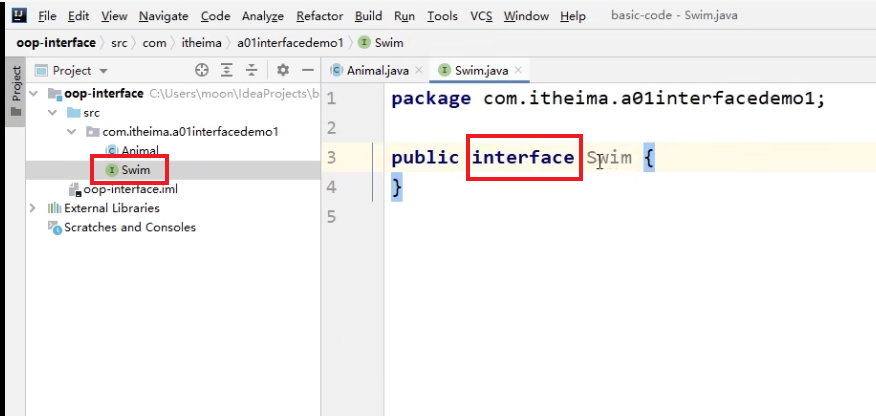 File Edit View Navigate Code Analyze Refactor Build Run Tools VCS Window Help basic-code - Swim.java
oop-interface src com itheima a01interfacedemo1 Swim
Project
Project
Animal.java Swim.java
oop-interface C:\Users\moon\IdeaProjects\b
src
com.itheima.a01interfacedemo1
Animal
Swim
oop-interface.iml
External Libraries
Scratches and Consoles
1 package com.itheima.a01interfacedemo1;
2
3 public interface Swim {
4 }
5